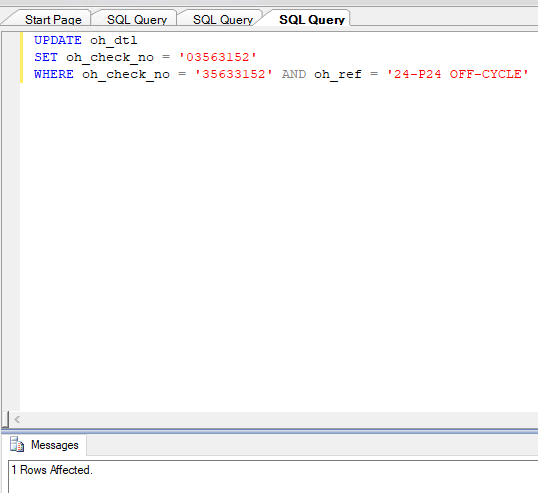 Start Page SQL Query SQL Query SQL Query
UPDATE oh_dtl
SET oh_check_no = '03563152'
WHERE oh_check_no = '35633152' AND oh_ref = '24-P24 OFF-CYCLE'
Messages
1 Rows Affected.